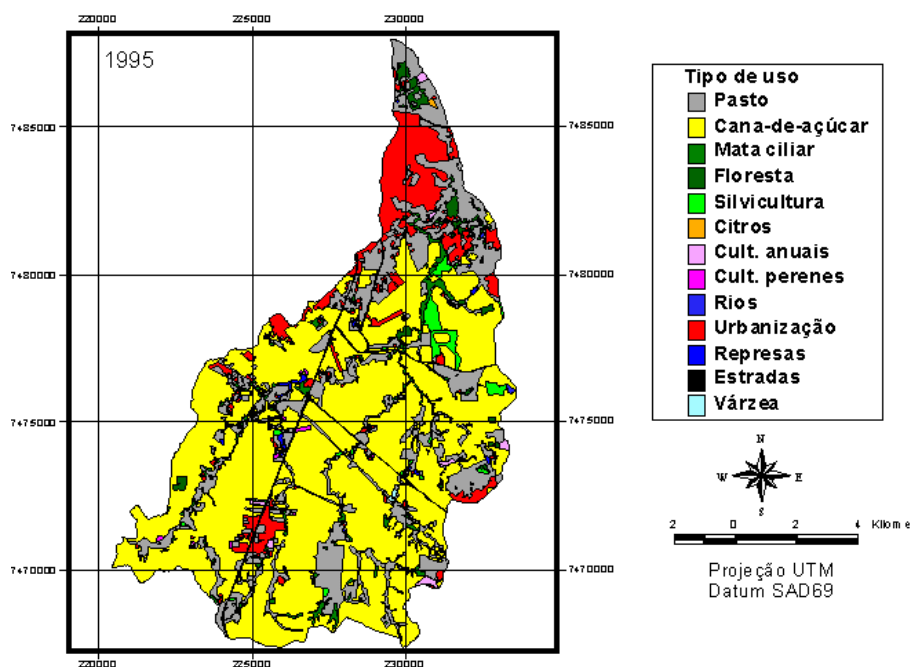 220000 225000 230000
1995
7485000 7485000
7480000 7480000
7475000 7475000
7470000 7470000
220000 225000 230000
Tipo de uso
Pasto
Cana-de-açúcar
Mata ciliar
Floresta
Silvicultura
Citros
Cult. anuais
Cult. perenes
Rios
Urbanização
Represas
Estradas
Várzea
N
W E
S
2 0 2 4 Kilome
Projeção UTM
Datum SAD69